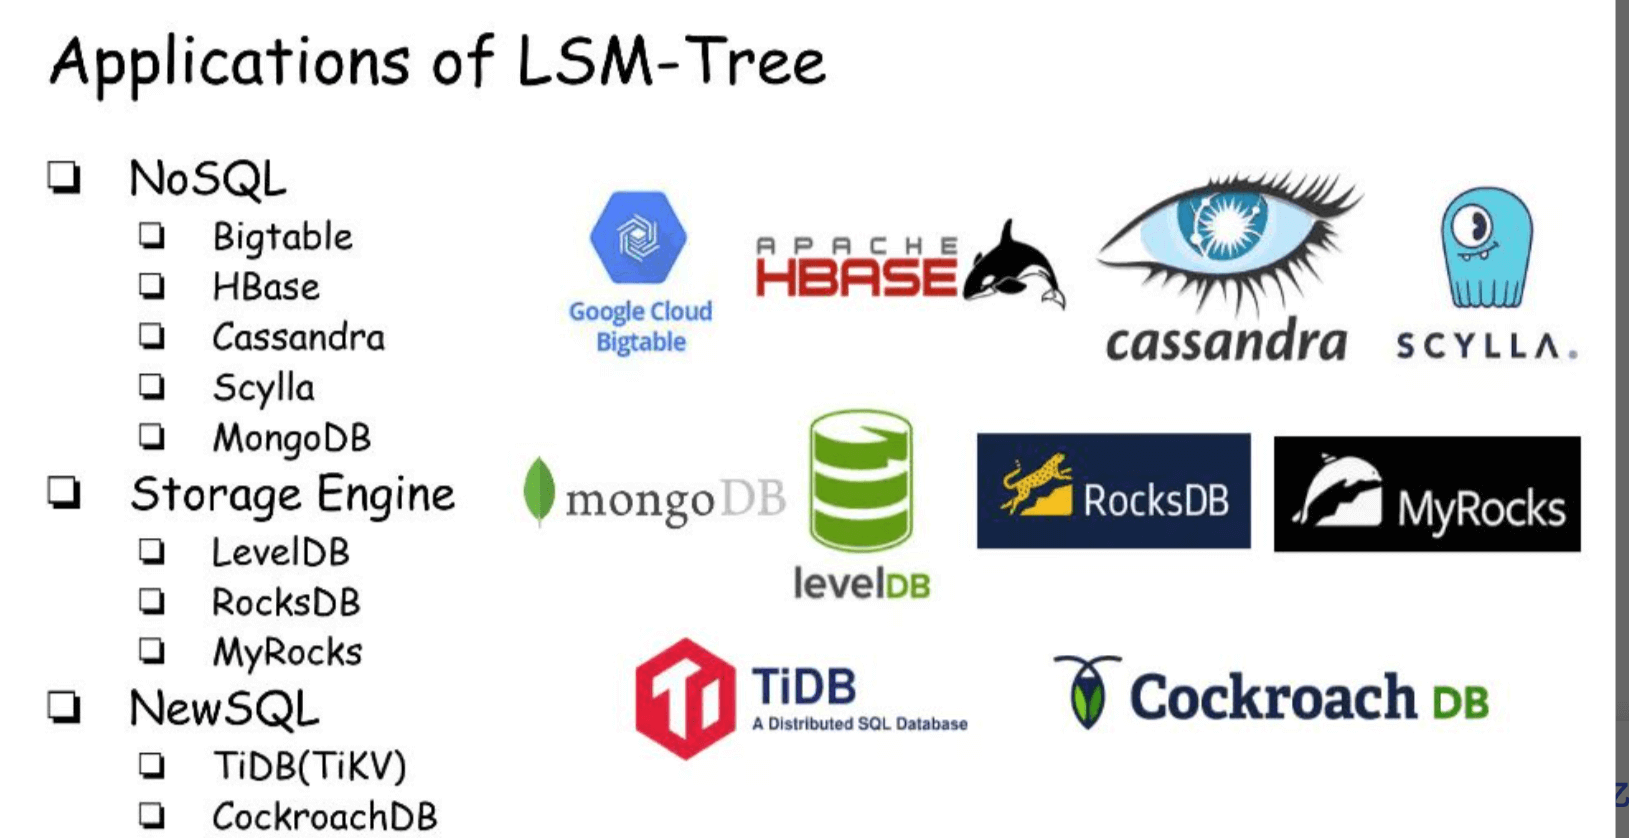 Applications of LSM-Tree
NoSQL
Bigtable
HBase
Cassandra
Scylla
MongoDB
Storage Engine
LevelDB
RocksDB
MyRocks
NewSQL
TiDB(TiKV)
CockroachDB
Google Cloud
Bigtable
APACHE
HBASE
cassandra
SCYLLA.
mongoDB
levelDB
RocksDB
MyRocks
TiDB
A Distributed SQL Database
Cockroach DB